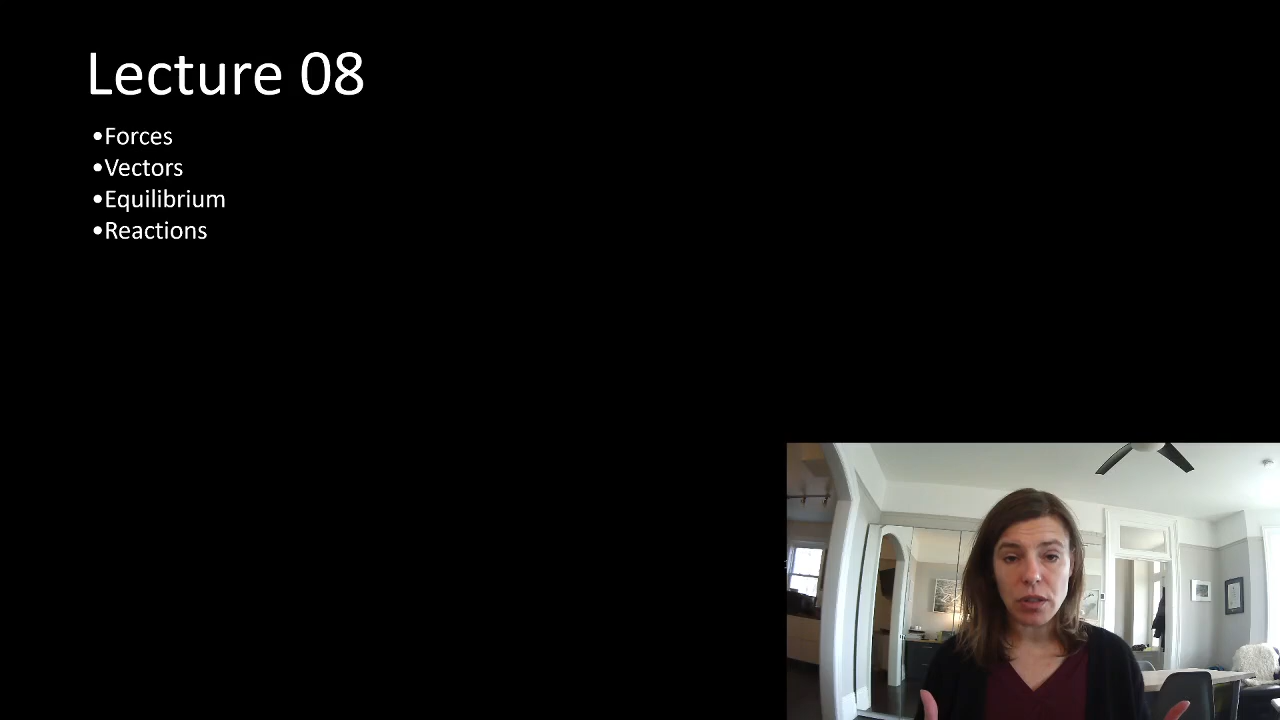 Lecture 08
•Forces
•Vectors
•Equilibrium
•Reactions